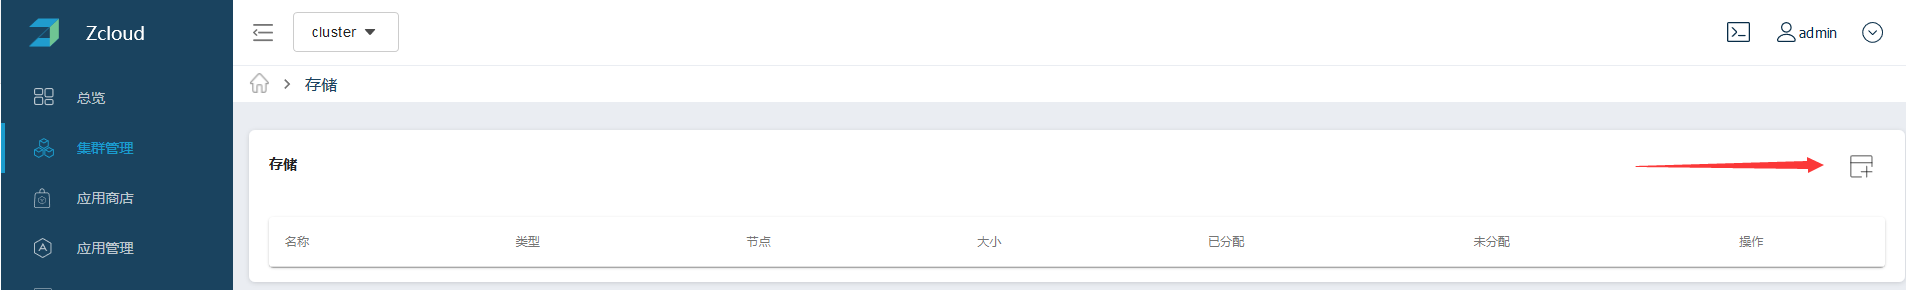 Zcloud
cluster
admin
存储
总览
集群管理
应用商店
应用管理
存储
名称 类型 节点 大小 已分配 未分配 操作